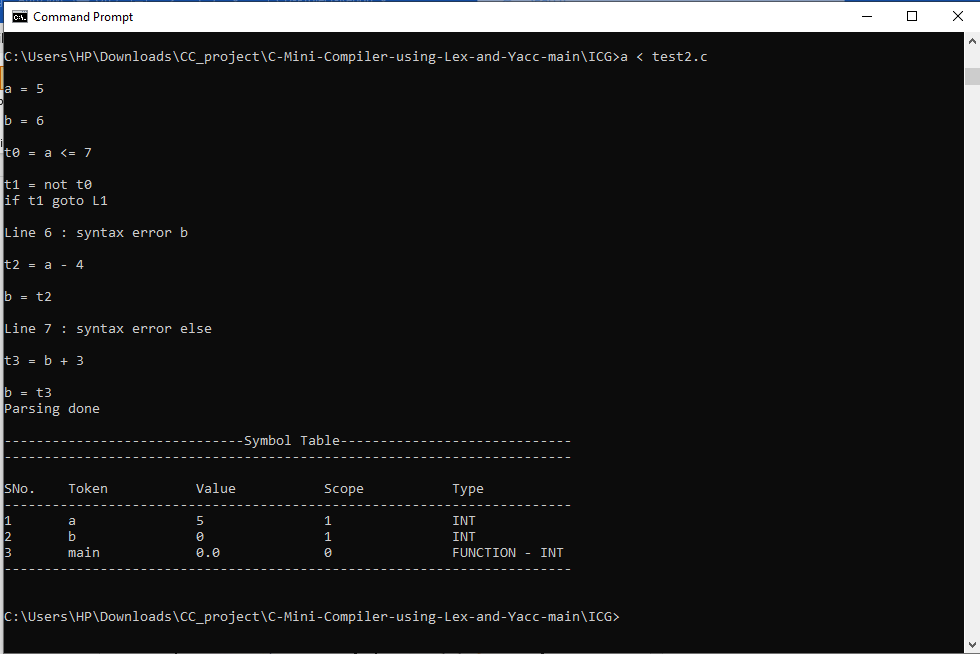 Command Prompt
C:\Users\HP\Downloads\CC_project\C-Mini-Compiler-using-Lex-and-Yacc-main\ICG>a < test2.c
a = 5
b = 6
t0 = a <= 7
t1 = not t0
if t1 goto L1
Line 6 : syntax error b
t2 = a - 4
b = t2
Line 7 : syntax error else
t3 = b + 3
b = t3
Parsing done
------------------------------Symbol Table-----------------------------
-----------------------------------------------------------------------
SNo. Token Value Scope Type
-----------------------------------------------------------------------
1 a 5 1 INT
2 b 0 1 INT
3 main 0.0 0 FUNCTION - INT
-----------------------------------------------------------------------
C:\Users\HP\Downloads\CC_project\C-Mini-Compiler-using-Lex-and-Yacc-main\ICG>